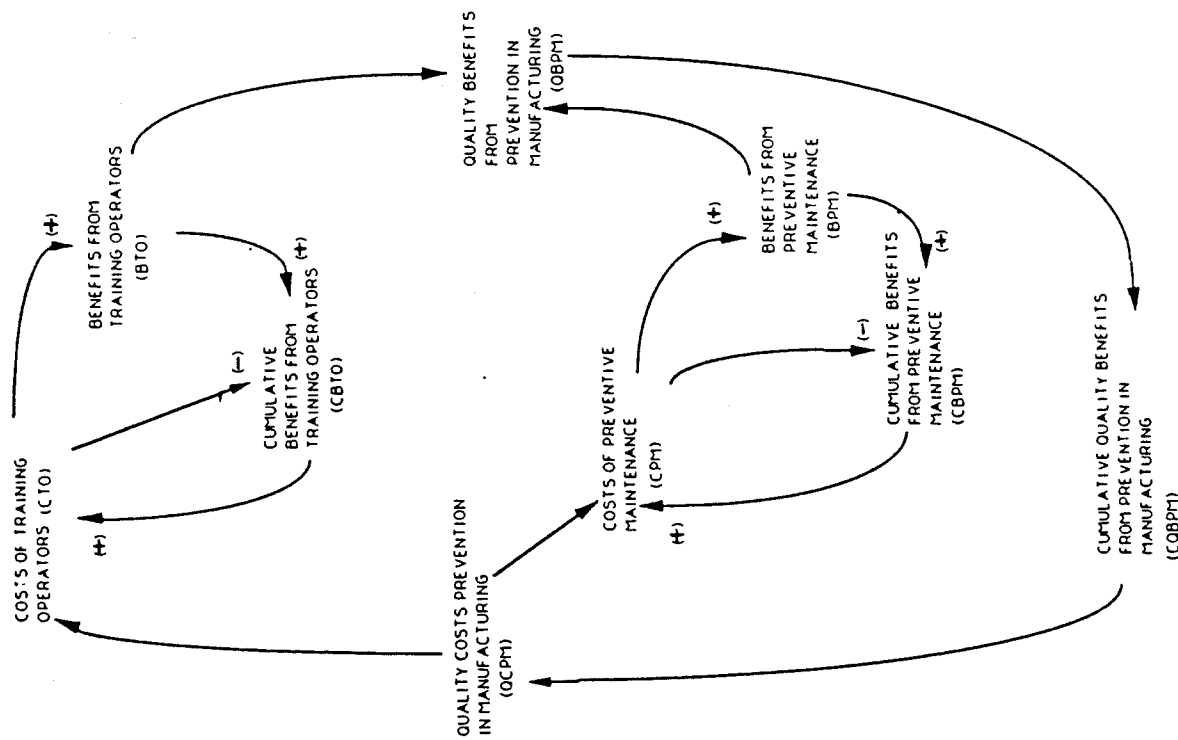 COSTS OF TRAINING
OPERATORS (CTO)
(+)
BENEFITS FROM
TRAINING OPERATORS
(BTO)
(+)
(-)
(+)
CUMULATIVE
BENEFITS FROM
TRAINING OPERATORS
(CBTO)
QUALITY COSTS PREVENTION
IN MANUFACTURING
(QCPM)
QUALITY BENEFITS
FROM
PREVENTION IN
MANUFACTURING
(QBPM)
COSTS OF PREVENTIVE
MAINTENANCE
(CPM)
(+)
(+)
BENEFITS FROM
PREVENTIVE
MAINTENANCE
(BPM)
(-)
(+)
CUMULATIVE BENEFITS
FROM PREVENTIVE
MAINTENANCE
(CBPM)
CUMULATIVE QUALITY BENEFITS
FROM PREVENTION IN
MANUFACTURING
(CQBPM)